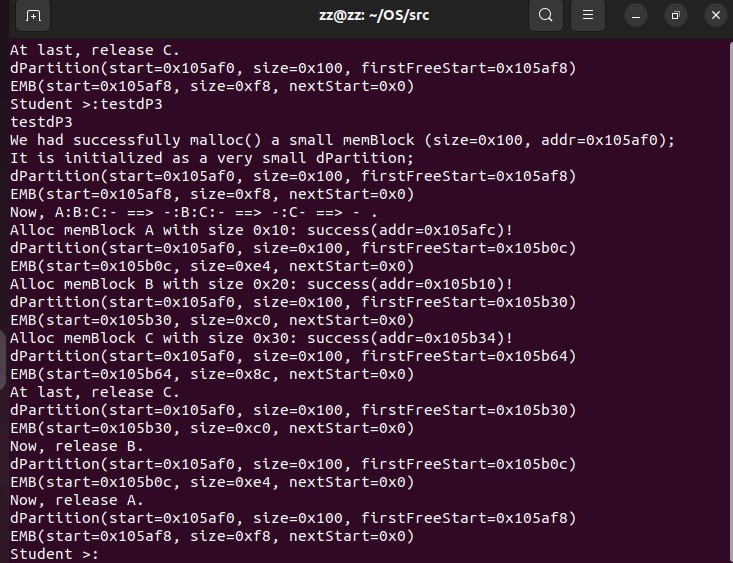 zz@zz: ~/OS/src
At last, release C.
dPartition(start=0x105af0, size=0x100, firstFreeStart=0x105af8)
EMB(start=0x105af8, size=0xf8, nextStart=0x0)
Student >:testdP3
testdP3
We had successfully malloc() a small memBlock (size=0x100, addr=0x105af0);
It is initialized as a very small dPartition;
dPartition(start=0x105af0, size=0x100, firstFreeStart=0x105af8)
EMB(start=0x105af8, size=0xf8, nextStart=0x0)
Now, A:B:C:- ==> -:B:C:- ==> -:C- ==> - .
Alloc memBlock A with size 0x10: success(addr=0x105afc)!
dPartition(start=0x105af0, size=0x100, firstFreeStart=0x105b0c)
EMB(start=0x105b0c, size=0xe4, nextStart=0x0)
Alloc memBlock B with size 0x20: success(addr=0x105b10)!
dPartition(start=0x105af0, size=0x100, firstFreeStart=0x105b30)
EMB(start=0x105b30, size=0xc0, nextStart=0x0)
Alloc memBlock C with size 0x30: success(addr=0x105b34)!
dPartition(start=0x105af0, size=0x100, firstFreeStart=0x105b64)
EMB(start=0x105b64, size=0x8c, nextStart=0x0)
At last, release C.
dPartition(start=0x105af0, size=0x100, firstFreeStart=0x105b30)
EMB(start=0x105b30, size=0xc0, nextStart=0x0)
Now, release B.
dPartition(start=0x105af0, size=0x100, firstFreeStart=0x105b0c)
EMB(start=0x105b0c, size=0xe4, nextStart=0x0)
Now, release A.
dPartition(start=0x105af0, size=0x100, firstFreeStart=0x105af8)
EMB(start=0x105af8, size=0xf8, nextStart=0x0)
Student >: